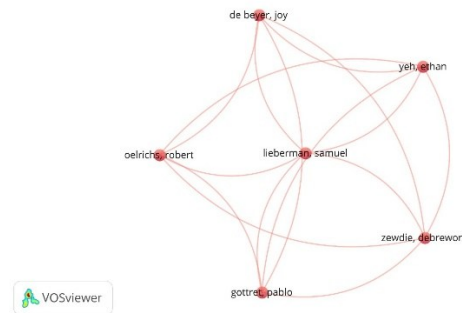 de beyer, joy
yeh, ethan
oelrichs, robert
lieberman, samuel
zewdie, debrewor
gottret, pablo
VOSviewer